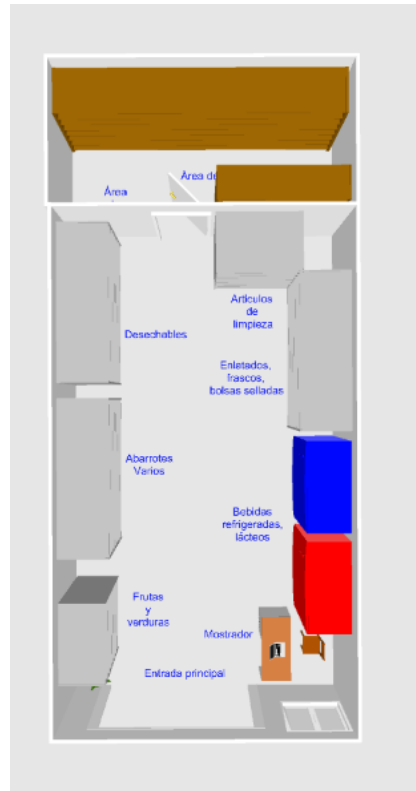 Área de
Área
Artículos
de
limpieza
Desechables
Enlatados,
frascos,
bolsas selladas
Abarrotes
Varios
Bebidas
refrigeradas,
lácteos
Frutas
y
verduras
Mostrador
Entrada principal